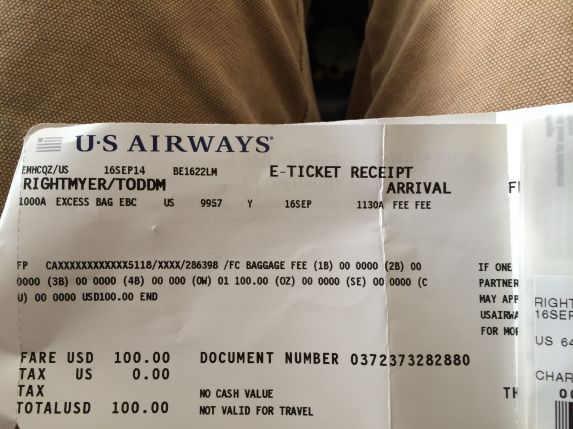 U·S AIRWAYS
EMHCQZ/US 16SEP14 BE1622LM E-TICKET RECEIPT
RIGHTMYER/TODDM ARRIVAL
1000A EXCESS BAG EBC US 9957 Y 16SEP 1130A FEE FEE
FP CAXXXXXXXXXXXX5118/XXXX/286398 /FC BAGGAGE FEE (1B) 00 0000 (2B) 00
0000 (3B) 00 0000 (4B) 00 000 (OW) 01 100.00 (OZ) 00 0000 (SE) 00 0000 (C
U) 00 0000 USD100.00 END
IF ONE
PARTNER
MAY APP
USAIRWA
FOR MOR
FARE USD 100.00 DOCUMENT NUMBER 0372373282880
TAX US 0.00
TAX NO CASH VALUE
TOTALUSD 100.00 NOT VALID FOR TRAVEL
TH
RIGHT
16SEP
US 64
CHAR